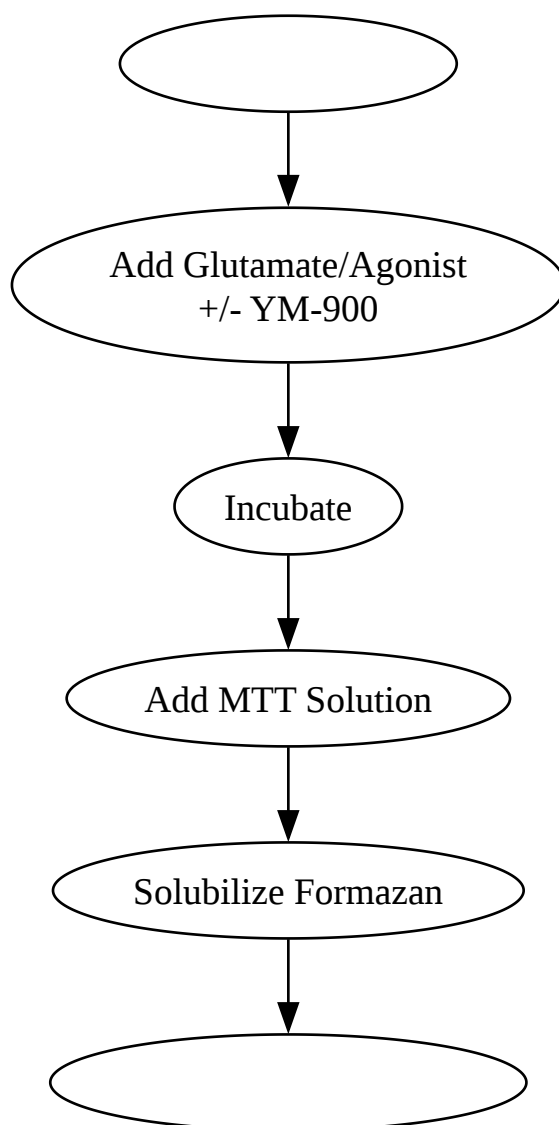 Add Glutamate/Agonist
+/- YM-900
Incubate
Add MTT Solution
Solubilize Formazan